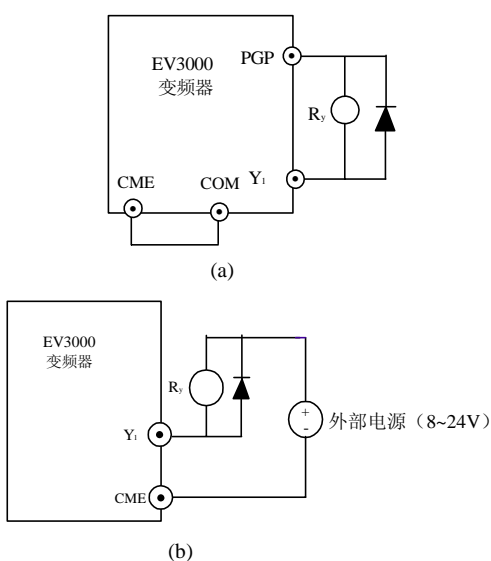 EV3000
变频器
PGP
Ry
CME
COM
Y1
(a)
EV3000
变频器
Ry
+
-
外部电源（8~24V）
Y1
CME
(b)